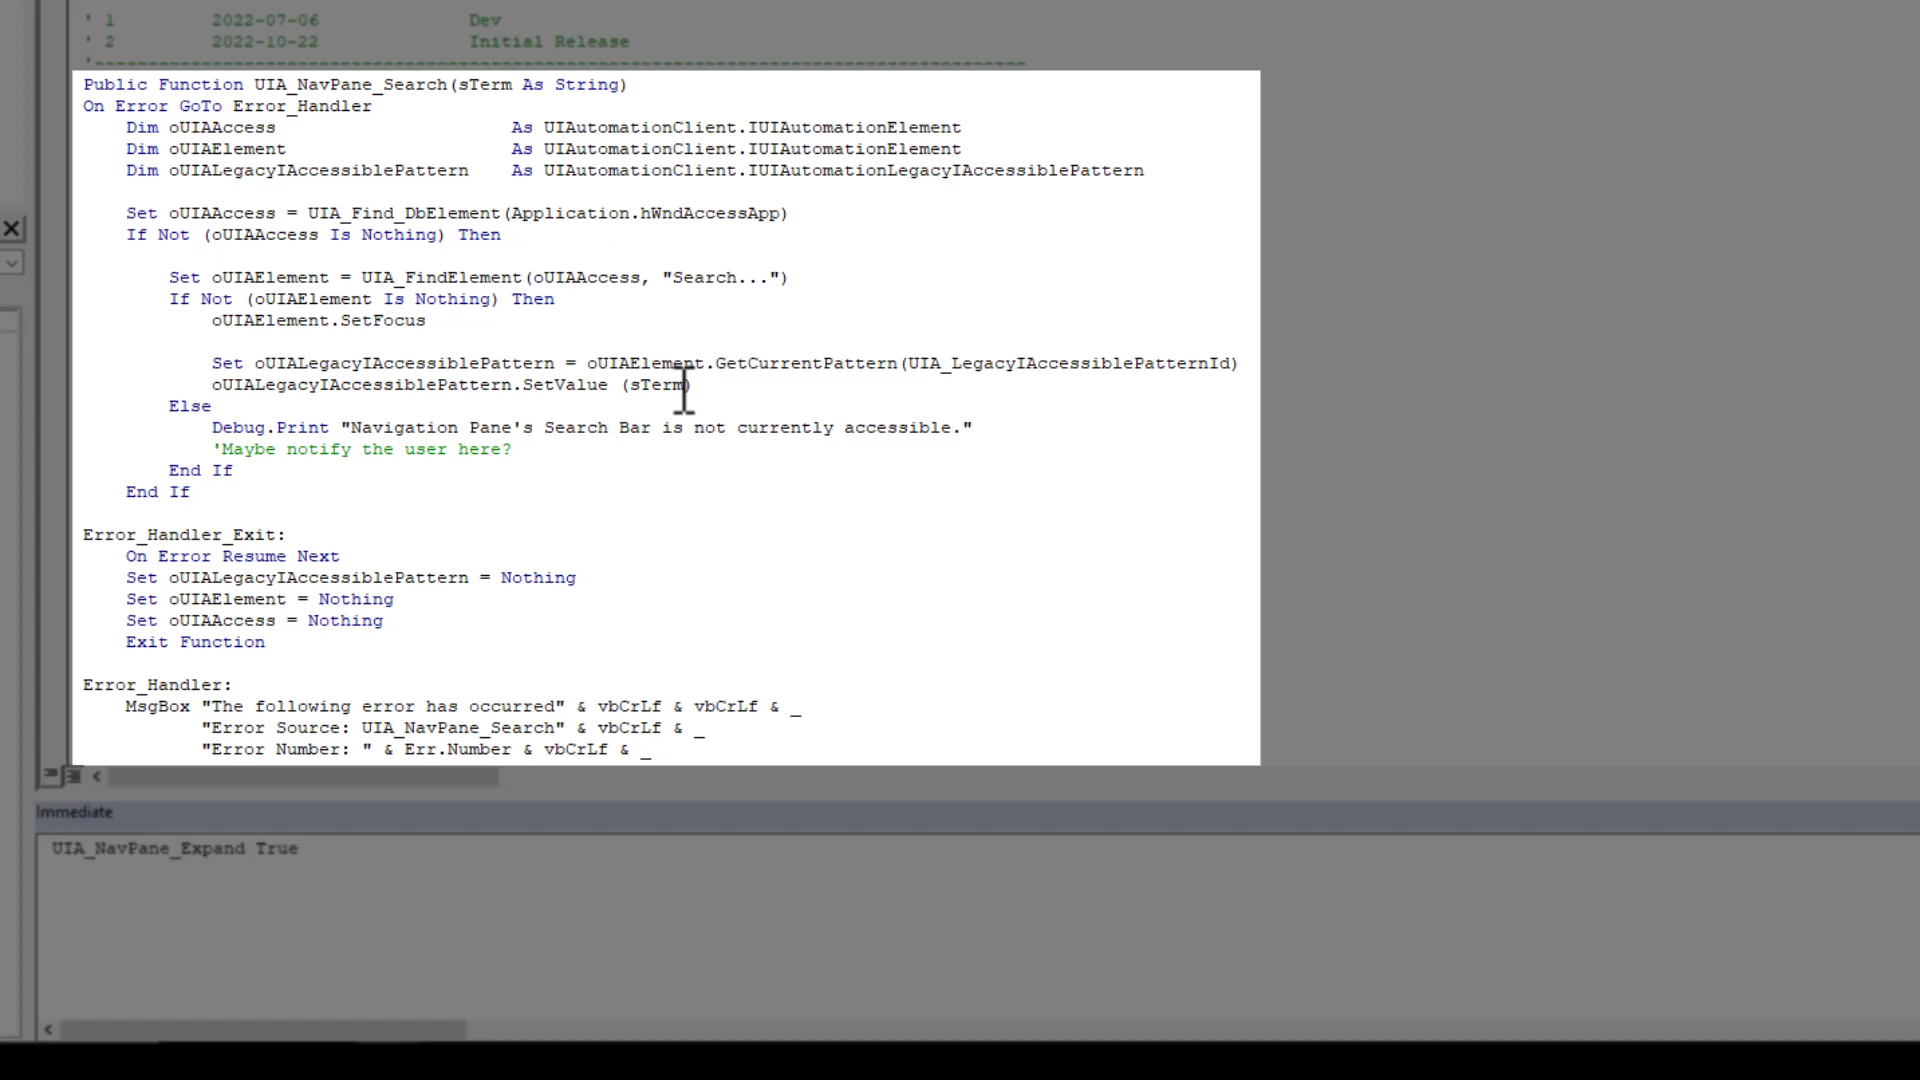 ' 1         2022-07-06              Dev
' 2         2022-10-22              Initial Release
'---------------------------------------------------------------------------------------
Public Function UIA_NavPane_Search(sTerm As String)
On Error GoTo Error_Handler
    Dim oUIAAccess                      As UIAutomationClient.IUIAutomationElement
    Dim oUIAElement                     As UIAutomationClient.IUIAutomationElement
    Dim oUIALegacyIAccessiblePattern    As UIAutomationClient.IUIAutomationLegacyIAccessiblePattern
    Set oUIAAccess = UIA_Find_DbElement(Application.hWndAccessApp)
    If Not (oUIAAccess Is Nothing) Then
        Set oUIAElement = UIA_FindElement(oUIAAccess, "Search...")
        If Not (oUIAElement Is Nothing) Then
            oUIAElement.SetFocus
            Set oUIALegacyIAccessiblePattern = oUIAElement.GetCurrentPattern(UIA_LegacyIAccessiblePatternId)
            oUIALegacyIAccessiblePattern.SetValue (sTerm)
        Else
            Debug.Print "Navigation Pane's Search Bar is not currently accessible."
            'Maybe notify the user here?
        End If
    End If
Error_Handler_Exit:
    On Error Resume Next
    Set oUIALegacyIAccessiblePattern = Nothing
    Set oUIAElement = Nothing
    Set oUIAAccess = Nothing
    Exit Function
Error_Handler:
    MsgBox "The following error has occurred" & vbCrLf & vbCrLf & _
           "Error Source: UIA_NavPane_Search" & vbCrLf & _
           "Error Number: " & Err.Number & vbCrLf & _
Immediate
UIA_NavPane_Expand True